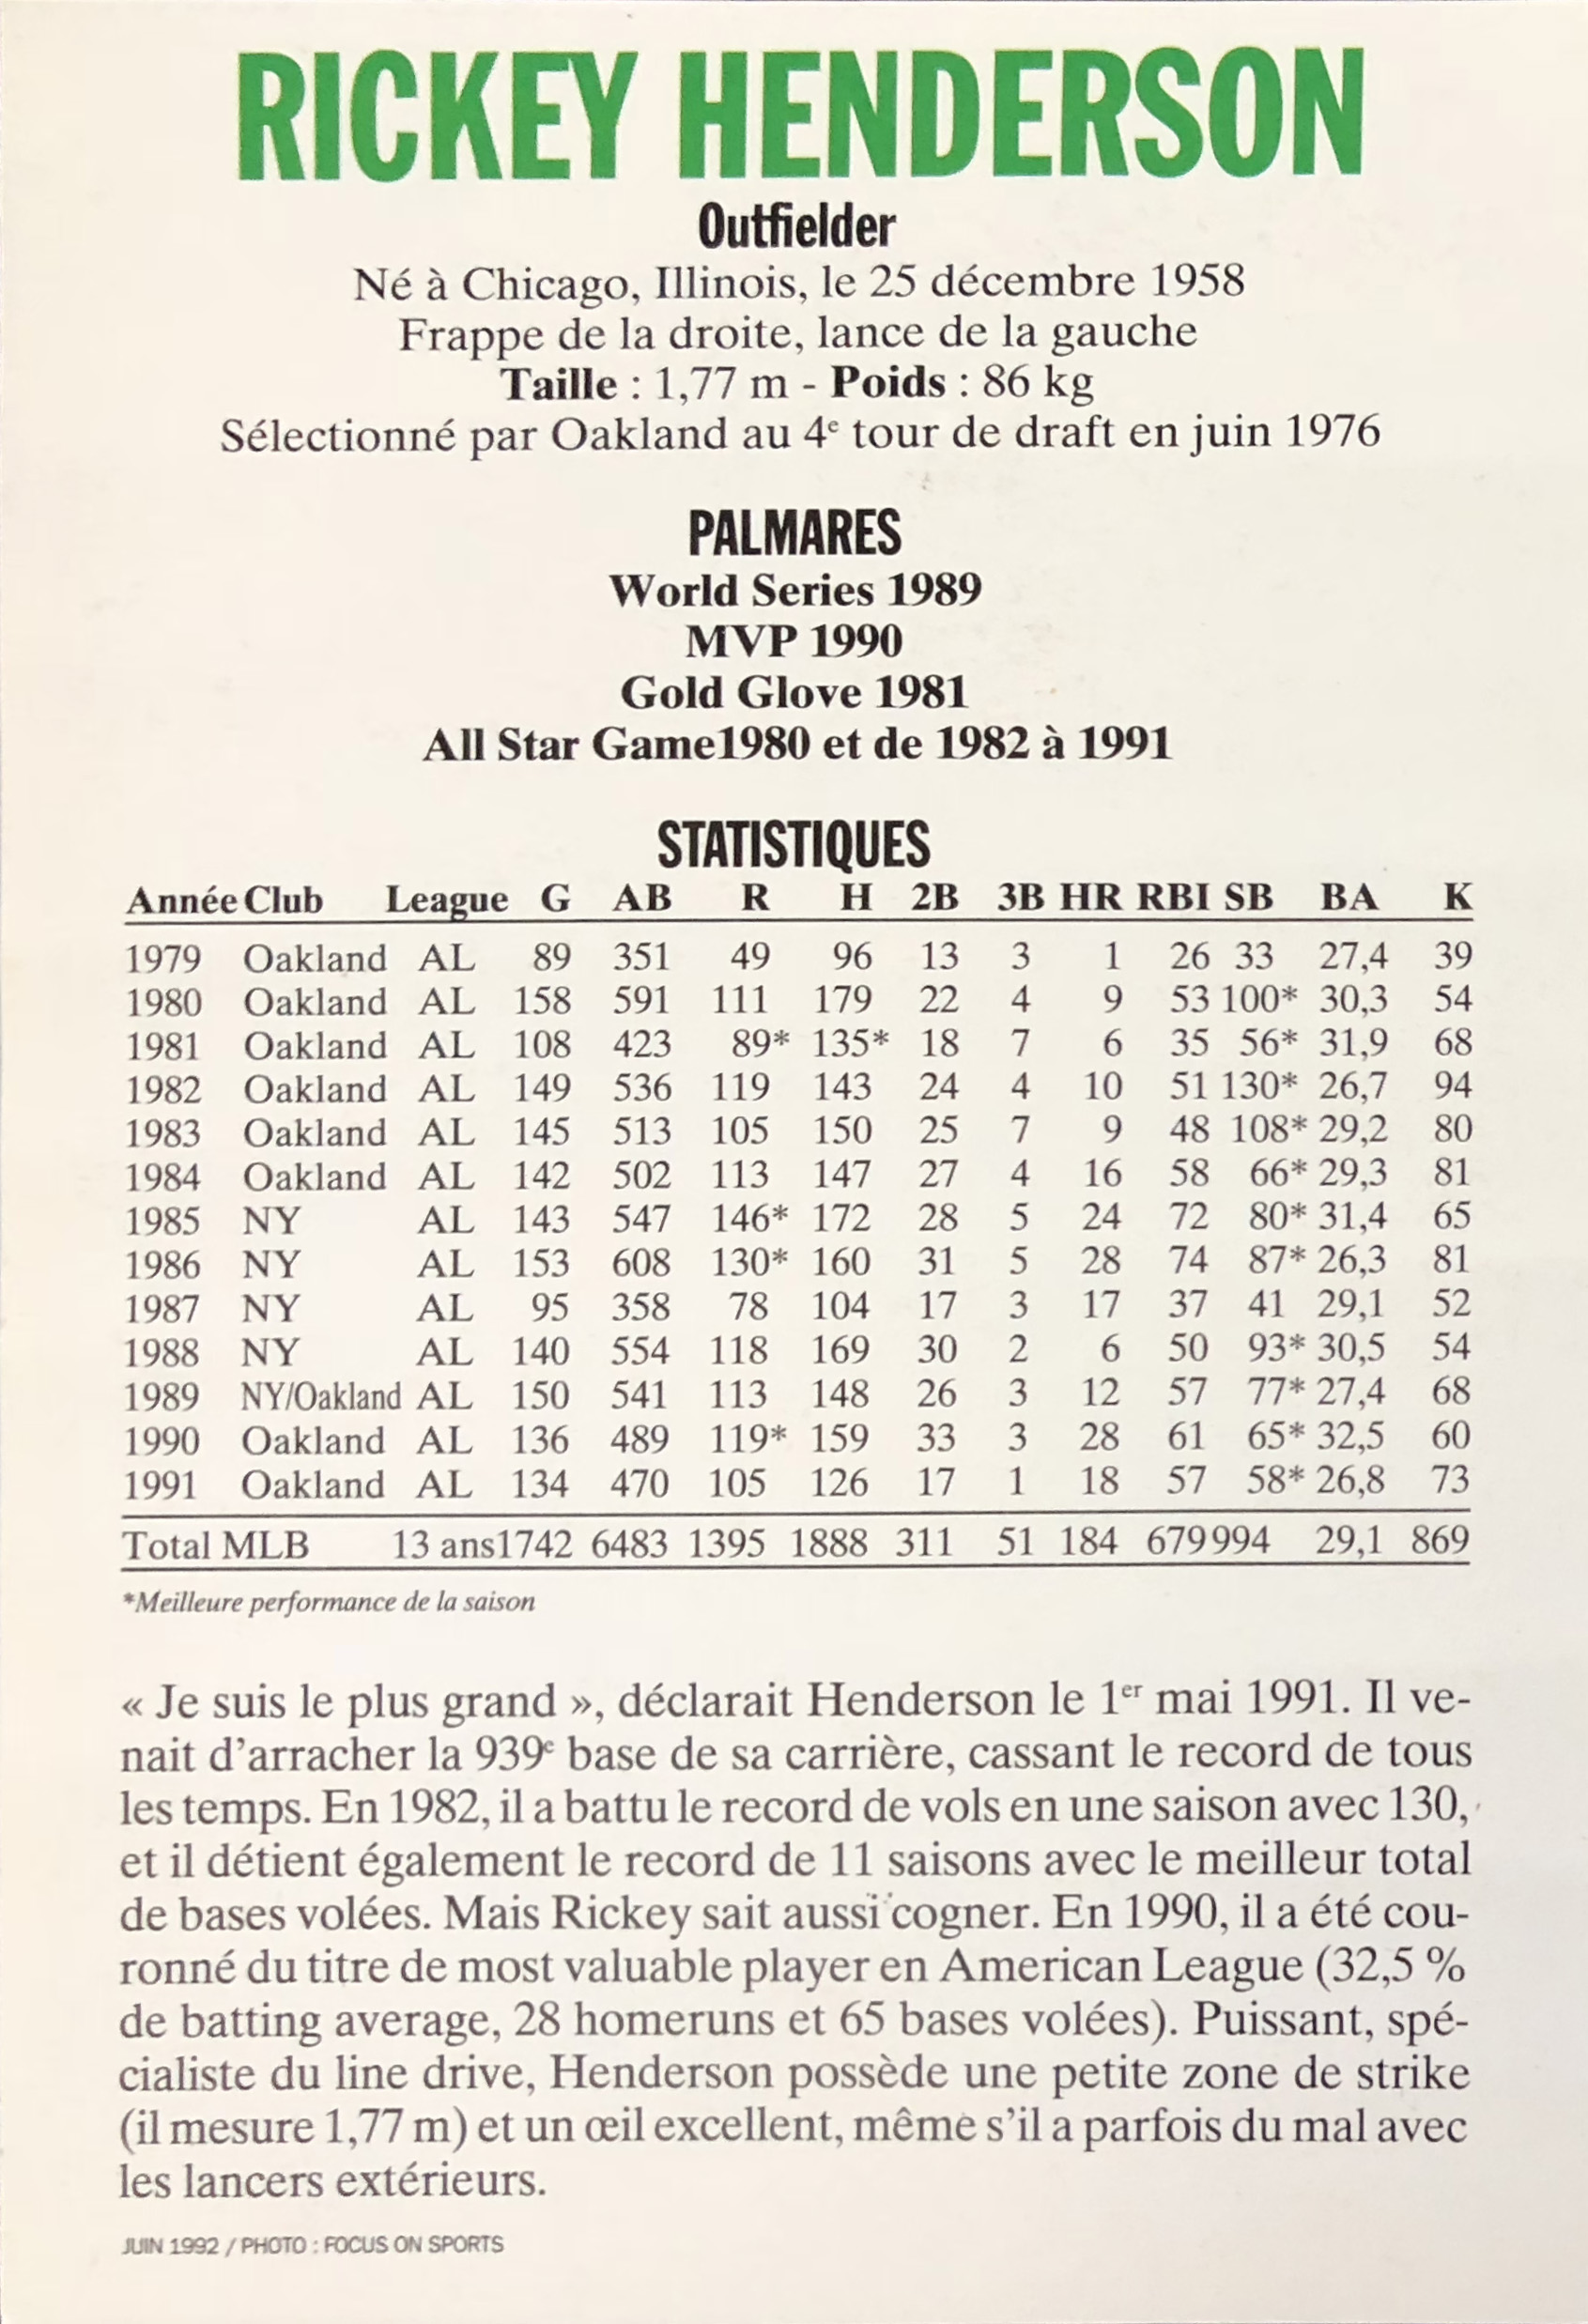 RICKEY HENDERSON
Outfielder
Né à Chicago, Illinois, le 25 décembre 1958
Frappe de la droite, lance de la gauche
Taille : 1,77 m - Poids : 86 kg
Sélectionné par Oakland au 4e tour de draft en juin 1976
PALMARES
World Series 1989
MVP 1990
Gold Glove 1981
All Star Game1980 et de 1982 à 1991
STATISTIQUES
Année Club League G AB R H 2B 3B HR RBI SB BA K
1979 Oakland AL 89 351 49 96 13 3 1 26 33 27,4 39
1980 Oakland AL 158 591 111 179 22 4 9 53 100* 30,3 54
1981 Oakland AL 108 423 89* 135* 18 7 6 35 56* 31,9 68
1982 Oakland AL 149 536 119 143 24 4 10 51 130* 26,7 94
1983 Oakland AL 145 513 105 150 25 7 9 48 108* 29,2 80
1984 Oakland AL 142 502 113 147 27 4 16 58 66* 29,3 81
1985 NY AL 143 547 146* 172 28 5 24 72 80* 31,4 65
1986 NY AL 153 608 130* 160 31 5 28 74 87* 26,3 81
1987 NY AL 95 358 78 104 17 3 17 37 41 29,1 52
1988 NY AL 140 554 118 169 30 2 6 50 93* 30,5 54
1989 NY/Oakland AL 150 541 113 148 26 3 12 57 77* 27,4 68
1990 Oakland AL 136 489 119* 159 33 3 28 61 65* 32,5 60
1991 Oakland AL 134 470 105 126 17 1 18 57 58* 26,8 73
Total MLB 13 ans1742 6483 1395 1888 311 51 184 679994 29,1 869
*Meilleure performance de la saison
« Je suis le plus grand », déclarait Henderson le 1er mai 1991. Il ve-
nait d'arracher la 939e base de sa carrière, cassant le record de tous
les temps. En 1982, il a battu le record de vols en une saison avec 130,
et il détient également le record de 11 saisons avec le meilleur total
de bases volées. Mais Rickey sait aussi cogner. En 1990, il a été cou-
ronné du titre de most valuable player en American League (32,5 %
de batting average, 28 homeruns et 65 bases volées). Puissant, spé-
cialiste du line drive, Henderson possède une petite zone de strike
(il mesure 1,77 m) et un œil excellent, même s'il a parfois du mal avec
les lancers extérieurs.
JUIN 1992 / PHOTO : FOCUS ON SPORTS